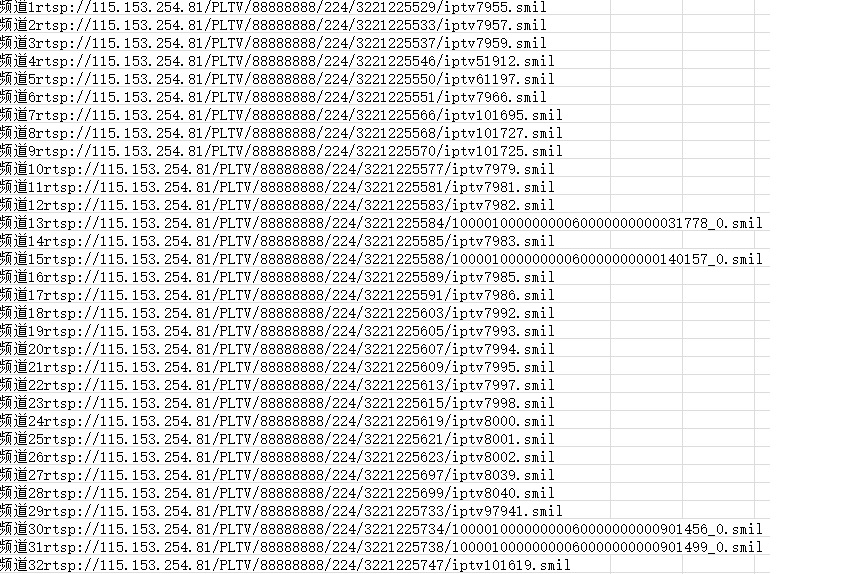 频道1rtsp://115.153.254.81/PLTV/88888888/224/3221225529/iptv7955.smil
频道2rtsp://115.153.254.81/PLTV/88888888/224/3221225533/iptv7957.smil
频道3rtsp://115.153.254.81/PLTV/88888888/224/3221225537/iptv7959.smil
频道4rtsp://115.153.254.81/PLTV/88888888/224/3221225546/iptv51912.smil
频道5rtsp://115.153.254.81/PLTV/88888888/224/3221225550/iptv61197.smil
频道6rtsp://115.153.254.81/PLTV/88888888/224/3221225551/iptv7966.smil
频道7rtsp://115.153.254.81/PLTV/88888888/224/3221225566/iptv101695.smil
频道8rtsp://115.153.254.81/PLTV/88888888/224/3221225568/iptv101727.smil
频道9rtsp://115.153.254.81/PLTV/88888888/224/3221225570/iptv101725.smil
频道10rtsp://115.153.254.81/PLTV/88888888/224/3221225577/iptv7979.smil
频道11rtsp://115.153.254.81/PLTV/88888888/224/3221225581/iptv7981.smil
频道12rtsp://115.153.254.81/PLTV/88888888/224/3221225583/iptv7982.smil
频道13rtsp://115.153.254.81/PLTV/88888888/224/3221225584/10000100000000060000000000031778_0.smil
频道14rtsp://115.153.254.81/PLTV/88888888/224/3221225585/iptv7983.smil
频道15rtsp://115.153.254.81/PLTV/88888888/224/3221225588/10000100000000060000000000140157_0.smil
频道16rtsp://115.153.254.81/PLTV/88888888/224/3221225589/iptv7985.smil
频道17rtsp://115.153.254.81/PLTV/88888888/224/3221225591/iptv7986.smil
频道18rtsp://115.153.254.81/PLTV/88888888/224/3221225603/iptv7992.smil
频道19rtsp://115.153.254.81/PLTV/88888888/224/3221225605/iptv7993.smil
频道20rtsp://115.153.254.81/PLTV/88888888/224/3221225607/iptv7994.smil
频道21rtsp://115.153.254.81/PLTV/88888888/224/3221225609/iptv7995.smil
频道22rtsp://115.153.254.81/PLTV/88888888/224/3221225613/iptv7997.smil
频道23rtsp://115.153.254.81/PLTV/88888888/224/3221225615/iptv7998.smil
频道24rtsp://115.153.254.81/PLTV/88888888/224/3221225619/iptv8000.smil
频道25rtsp://115.153.254.81/PLTV/88888888/224/3221225621/iptv8001.smil
频道26rtsp://115.153.254.81/PLTV/88888888/224/3221225623/iptv8002.smil
频道27rtsp://115.153.254.81/PLTV/88888888/224/3221225697/iptv8039.smil
频道28rtsp://115.153.254.81/PLTV/88888888/224/3221225699/iptv8040.smil
频道29rtsp://115.153.254.81/PLTV/88888888/224/3221225733/iptv97941.smil
频道30rtsp://115.153.254.81/PLTV/88888888/224/3221225734/10000100000000060000000000901456_0.smil
频道31rtsp://115.153.254.81/PLTV/88888888/224/3221225738/10000100000000060000000000901499_0.smil
频道32rtsp://115.153.254.81/PLTV/88888888/224/3221225747/iptv101619.smil